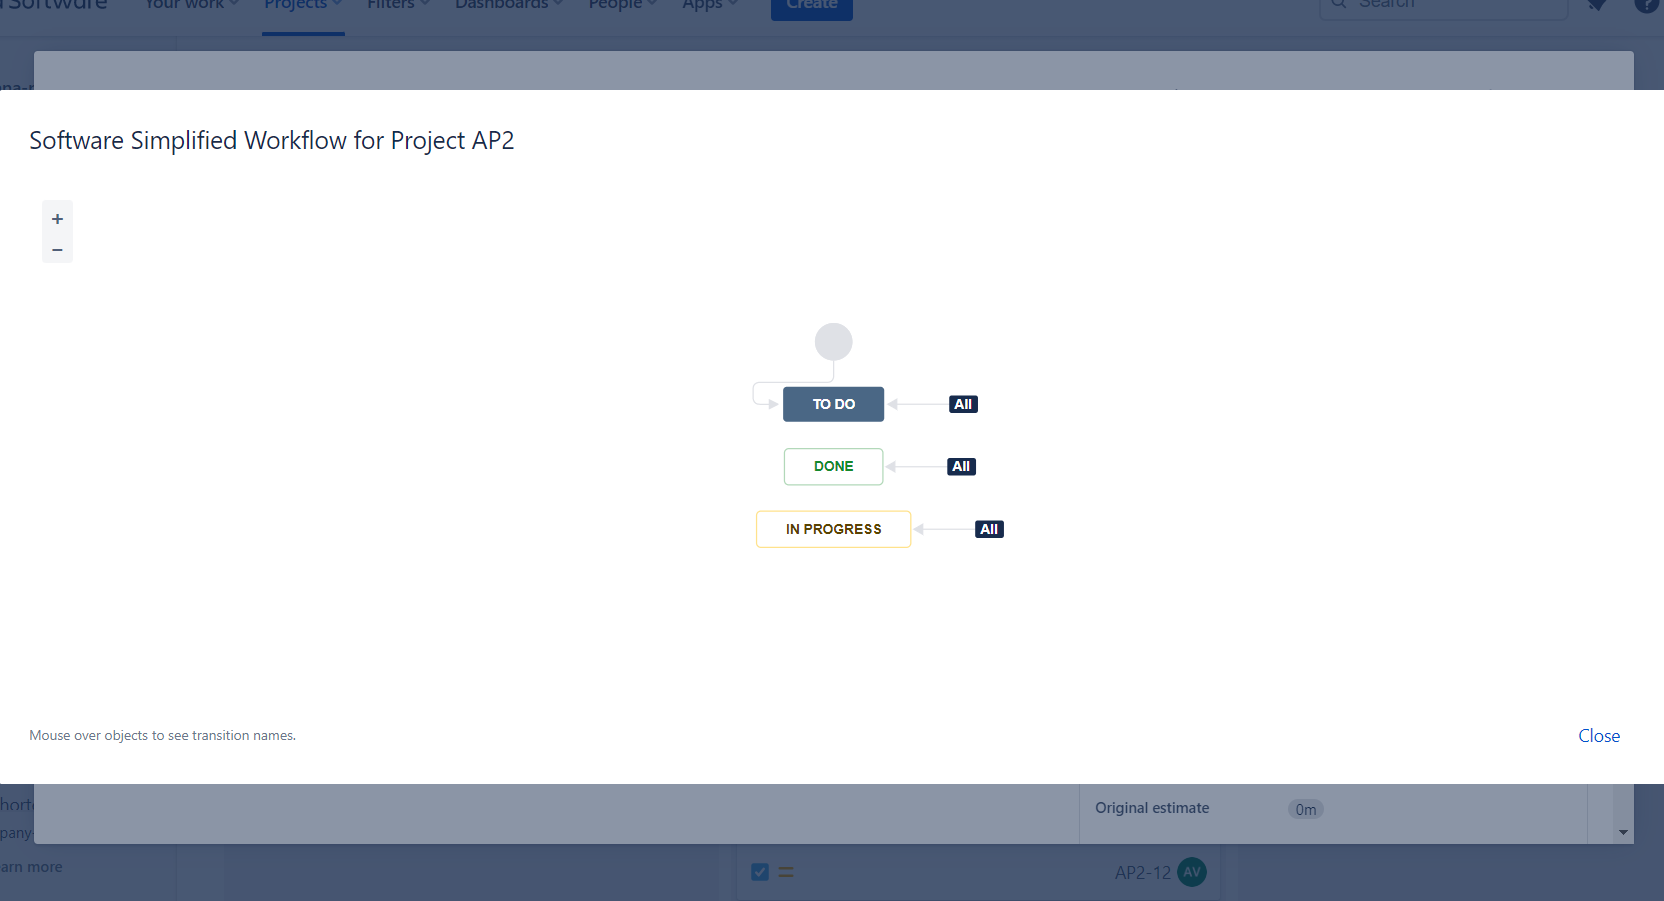 Software
Your work
Projects
Filters
Dashboards
People
Apps
Create
Search
?
Software Simplified Workflow for Project AP2
+
−
TO DO
All
DONE
All
IN PROGRESS
All
Mouse over objects to see transition names.
Close
Original estimate
0m
AP2-12
AV
more